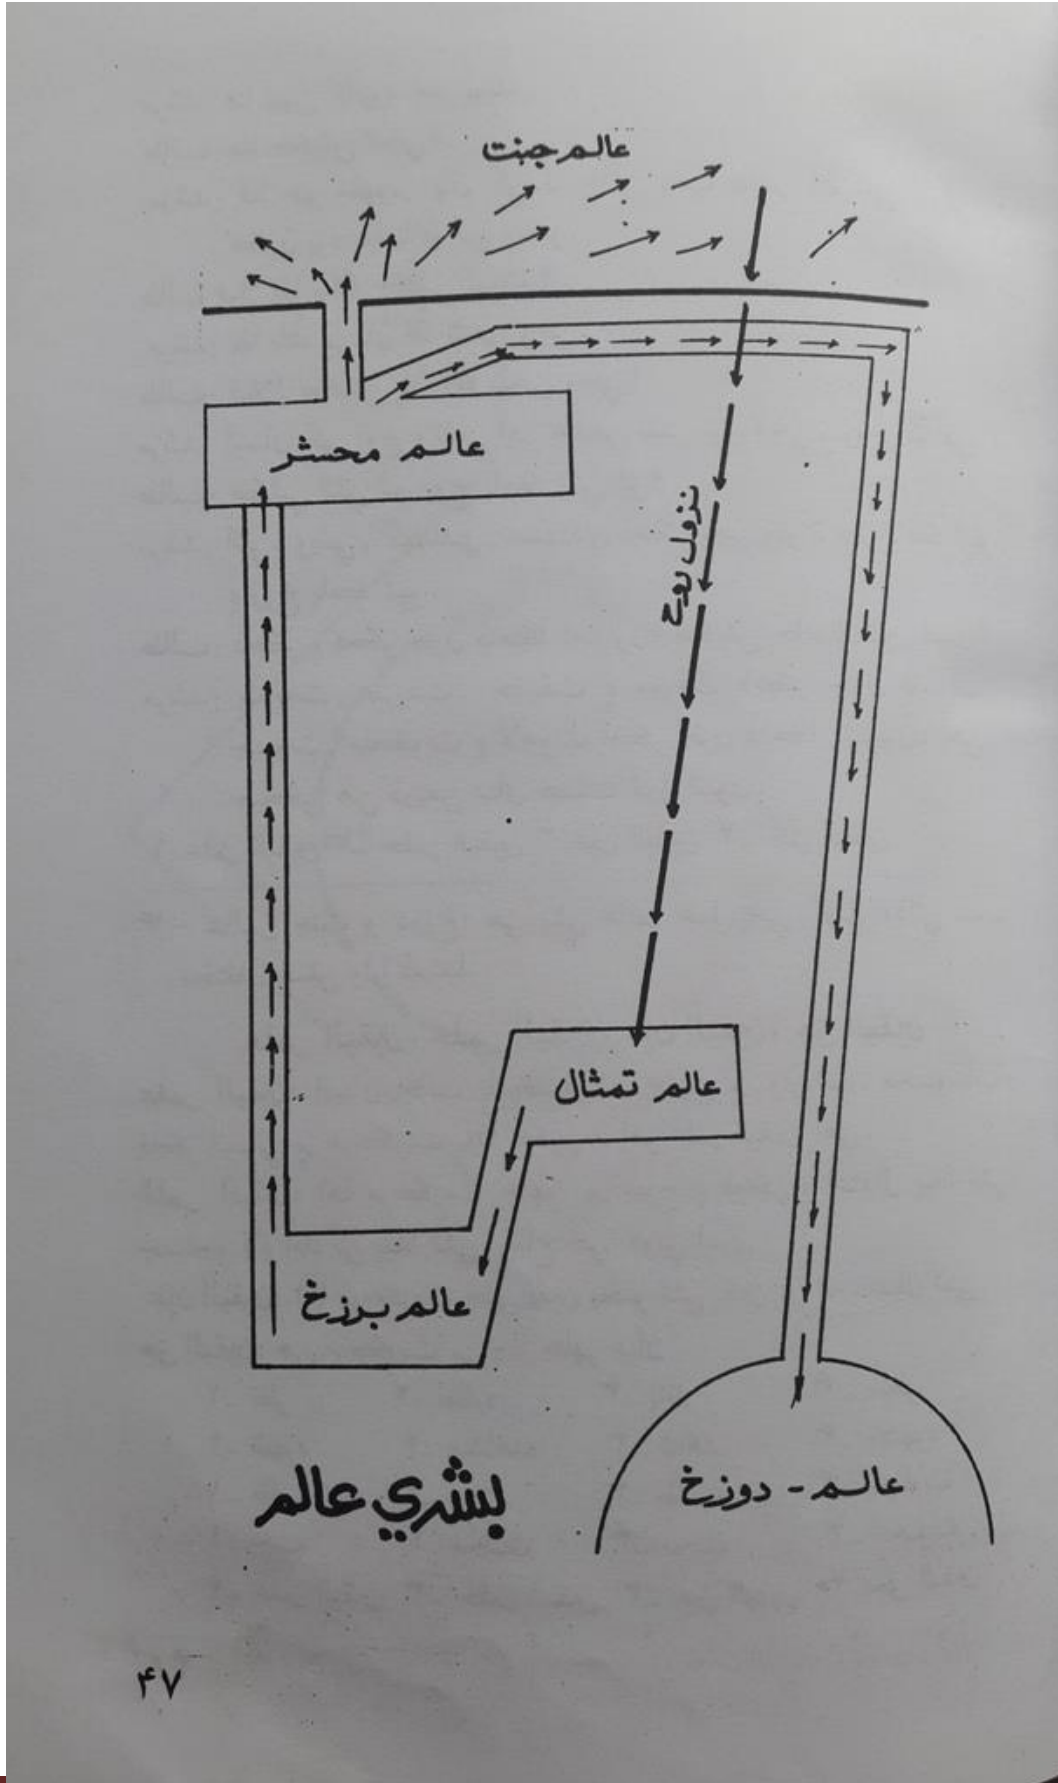 عالم جنت
عالم محشر
نزول روح
عالم تمثال
عالم برزخ
عالم - دوزخ
بشري عالم
۴۷